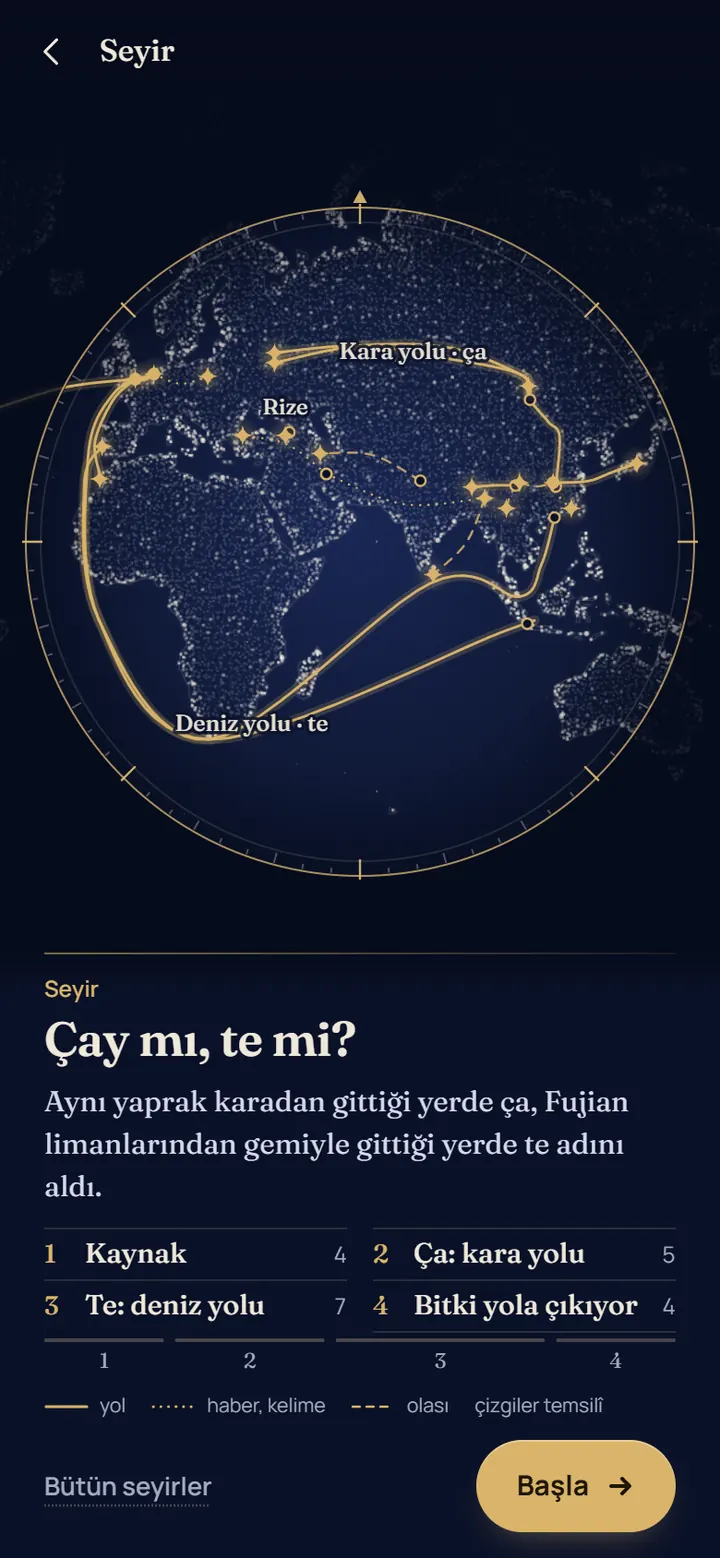 Seyir
Kara yolu · ça
Rize
Deniz yolu · te
Seyir
Çay mı, te mi?
Aynı yaprak karadan gittiği yerde ça, Fujian
limanlarından gemiyle gittiği yerde te adını
aldı.
1 Kaynak 4 2 Ça: kara yolu 5
3 Te: deniz yolu 7 4 Bitki yola çıkıyor 4
1 2 3 4
yol haber, kelime olası çizgiler temsilî
Bütün seyirler Başla →